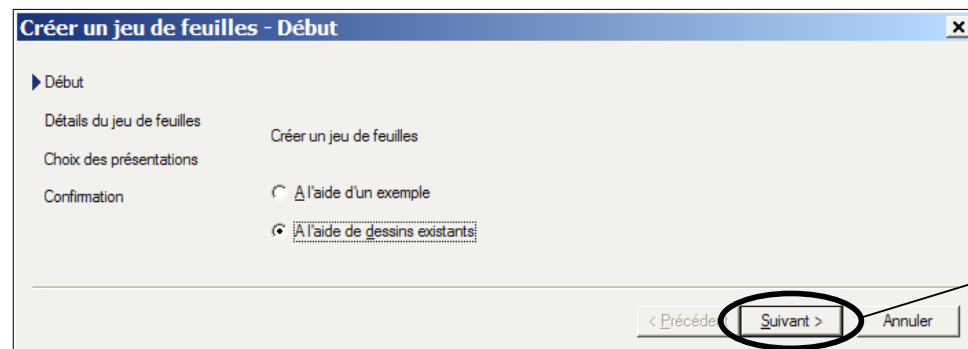 Créer un jeu de feuilles - Début
Début
Détails du jeu de feuilles
Choix des présentations
Confirmation
Créer un jeu de feuilles
A l'aide d'un exemple
A l'aide de dessins existants
< Précéde
Suivant >
Annuler